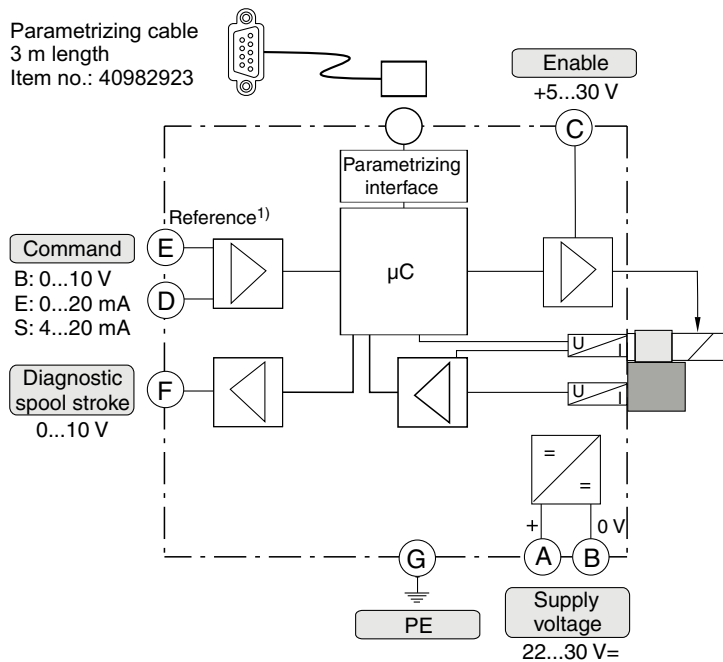 Parametrizing cable
3 m length
Item no.: 40982923
Enable
+5...30 V
C
Parametrizing
interface
Reference1)
Command
E
B: 0...10 V
E: 0...20 mA
S: 4...20 mA
D
µC
U
I
Diagnostic
spool stroke
0...10 V
F
U
I
=
=
+
0 V
G
A
B
PE
Supply
voltage
22...30 V=